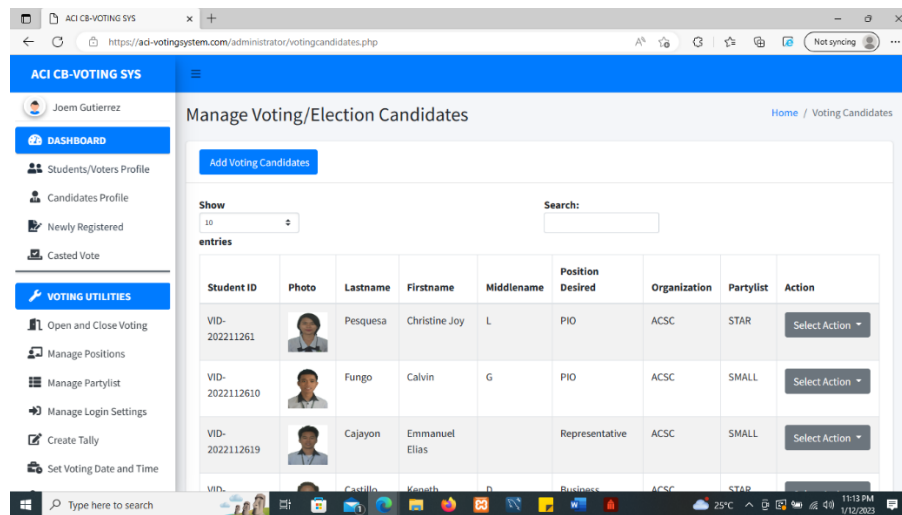 ACI CB-VOTING SYS
https://aci-votingsystem.com/administrator/votingcandidates.php
Not syncing
ACI CB-VOTING SYS
Joem Gutierrez
DASHBOARD
Students/Voters Profile
Candidates Profile
Newly Registered
Casted Vote
VOTING UTILITIES
Open and Close Voting
Manage Positions
Manage Partylist
Manage Login Settings
Create Tally
Set Voting Date and Time
Manage Voting/Election Candidates
Home / Voting Candidates
Add Voting Candidates
Show
10
entries
Search:
Student ID Photo Lastname Firstname Middlename Position Desired Organization Partylist Action
VID-202211261 Pesquesa Christine Joy L PIO ACSC STAR Select Action
VID-2022112610 Fungo Calvin G PIO ACSC SMALL Select Action
VID-2022112619 Cajayon Emmanuel Elias Representative ACSC SMALL Select Action
VID- Castillo Keneth D Business ACSC STAR
Type here to search
25°C
11:13 PM
1/12/2023